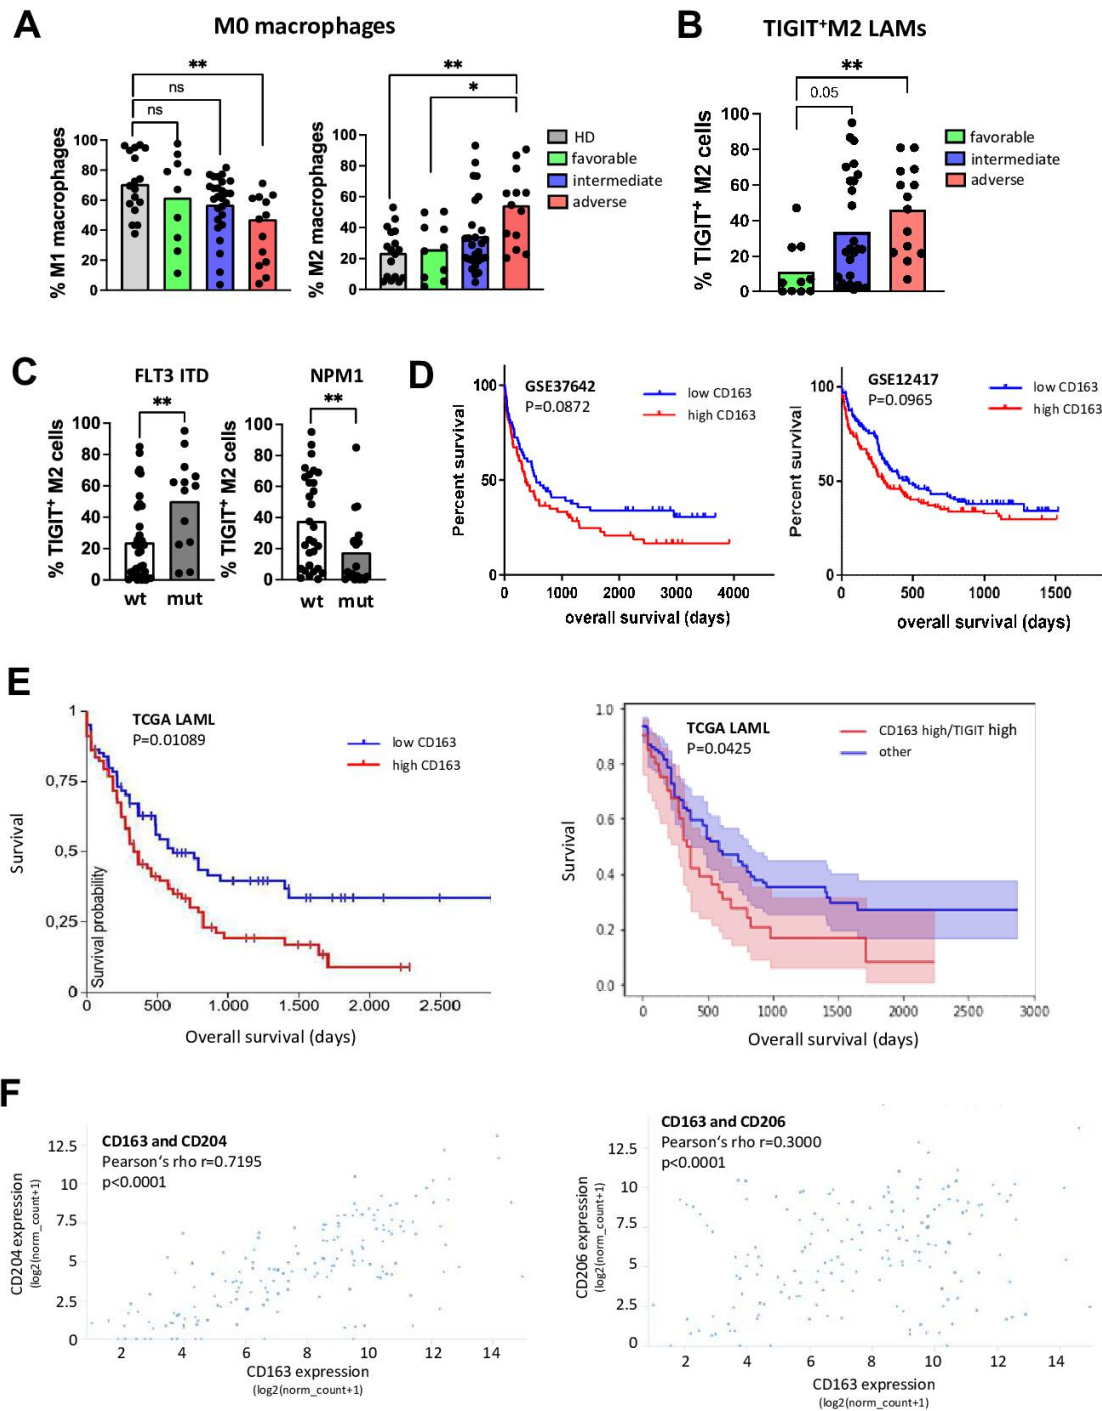 A
M0 macrophages
**
ns
ns
% M1 macrophages
100
80
60
40
20
0
**
*
% M2 macrophages
100
80
60
40
20
0
HD
favorable
intermediate
adverse
B
TIGIT⁺M2 LAMs
**
0.05
% TIGIT⁺ M2 cells
100
80
60
40
20
0
favorable
intermediate
adverse
C
FLT3 ITD
**
% TIGIT⁺ M2 cells
100
80
60
40
20
0
wt mut
NPM1
**
% TIGIT⁺ M2 cells
100
80
60
40
20
0
wt mut
D
GSE37642
P=0.0872
low CD163
high CD163
Percent survival
100
50
0
0 1000 2000 3000 4000
overall survival (days)
GSE12417
P=0.0965
low CD163
high CD163
Percent survival
100
50
0
0 500 1000 1500
overall survival (days)
E
TCGA LAML
P=0.01089
low CD163
high CD163
Survival
Survival probability
1
0,75
0,5
0,25
0
0 500 1.000 1.500 2.000 2.500
Overall survival (days)
TCGA LAML
P=0.0425
CD163 high/TIGIT high
other
Survival
1.0
0.8
0.6
0.4
0.2
0.0
0 500 1000 1500 2000 2500 3000
Overall survival (days)
F
CD163 and CD204
Pearson‘s rho r=0.7195
p<0.0001
CD204 expression
(log2(norm_count+1)
12.5
10
7.5
5
2.5
0
2 4 6 8 10 12 14
CD163 expression
(log2(norm_count+1)
CD163 and CD206
Pearson‘s rho r=0.3000
p<0.0001
CD206 expression
(log2(norm_count+1)
12.5
10
7.5
5
2.5
0
2 4 6 8 10 12 14
CD163 expression
(log2(norm_count+1)